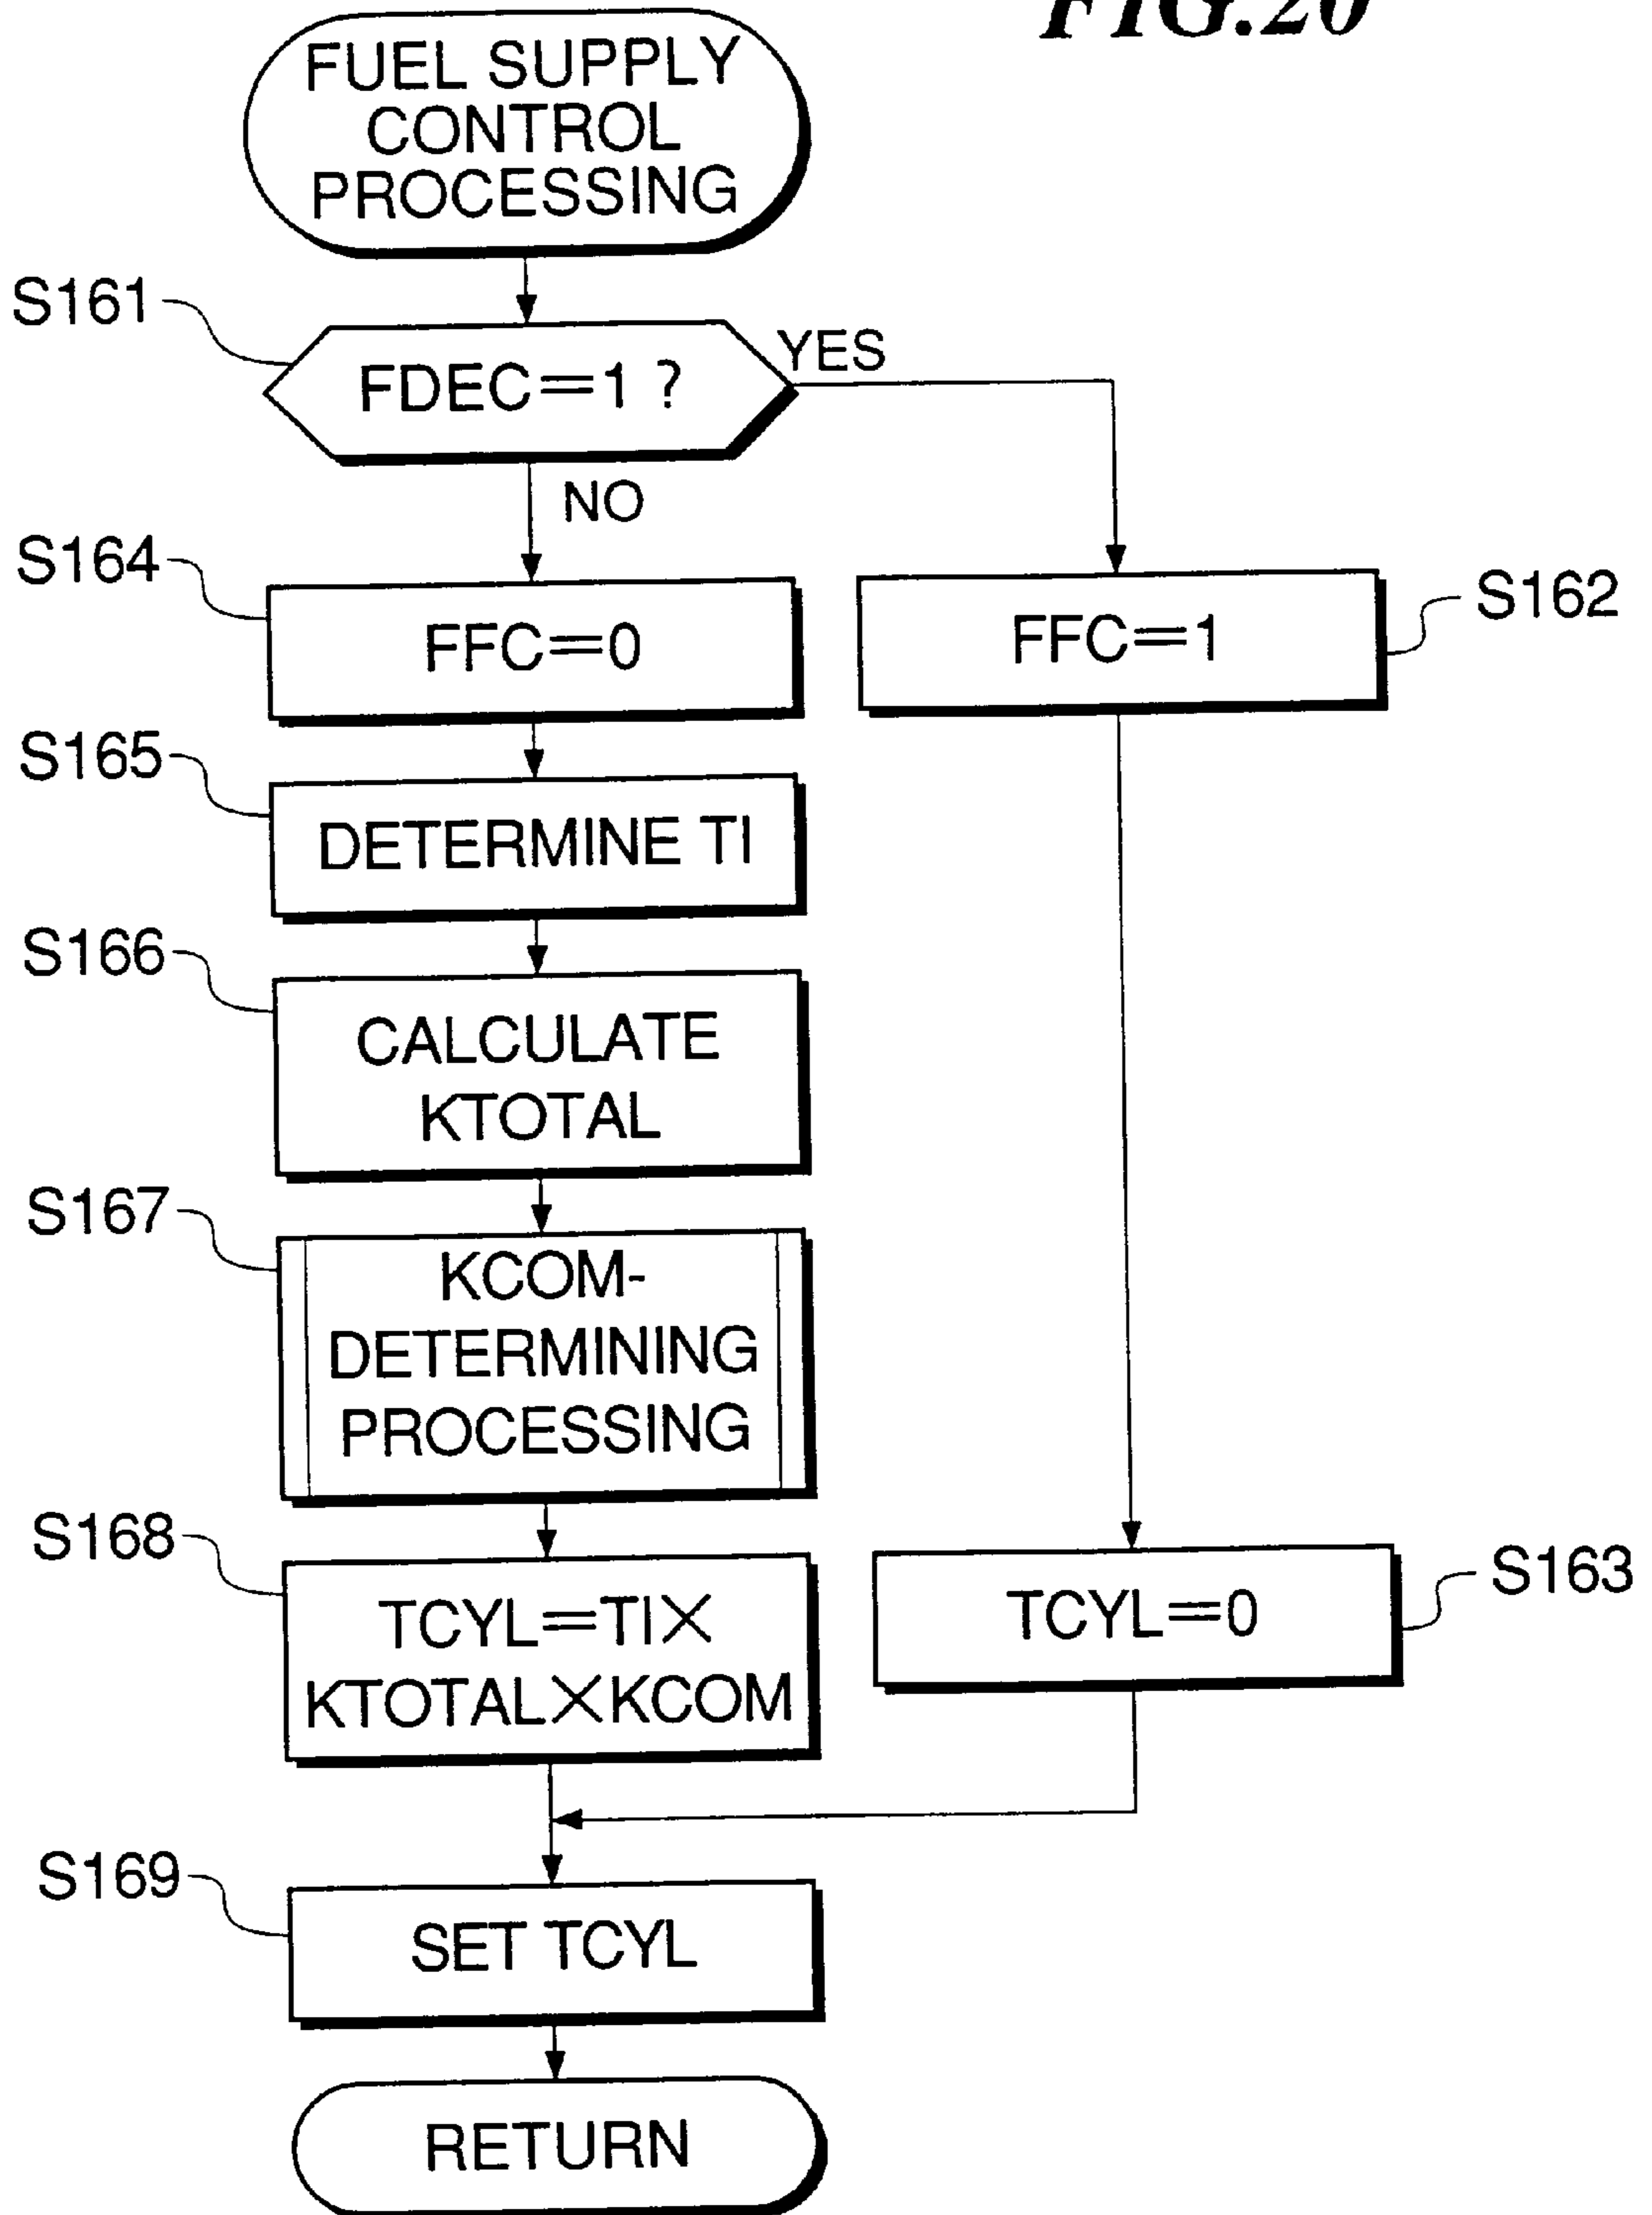 FIG.20
FUEL SUPPLY
CONTROL
PROCESSING
S161
FDEC=1 ?
YES
NO
S164
FFC=0
S162
FFC=1
S165
DETERMINE TI
S166
CALCULATE
KTOTAL
S167
KCOM-
DETERMINING
PROCESSING
S168
TCYL=TI×
KTOTAL×KCOM
S163
TCYL=0
S169
SET TCYL
RETURN